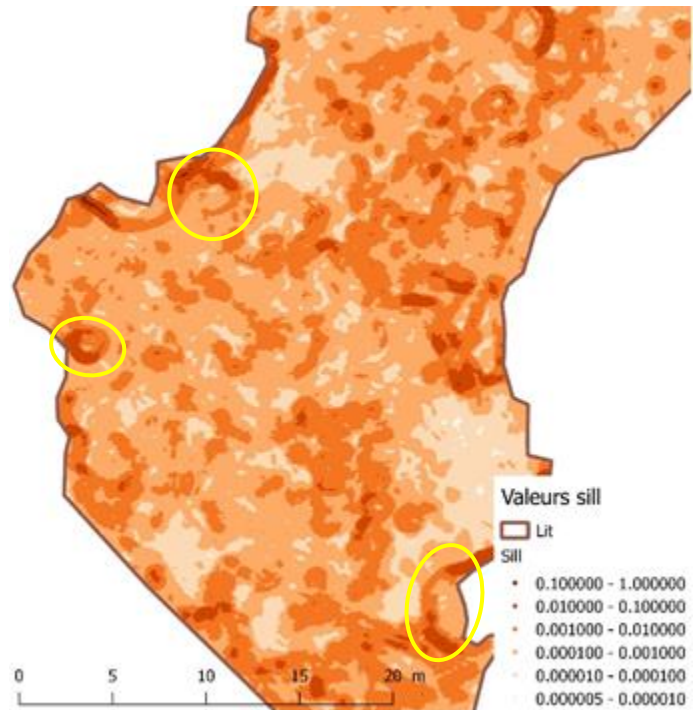 Valeurs sill
Lit
Sill
0.100000 - 1.000000
0.010000 - 0.100000
0.001000 - 0.010000
0.000100 - 0.001000
0.000010 - 0.000100
0.000005 - 0.000010
0 5 10 15 20 m